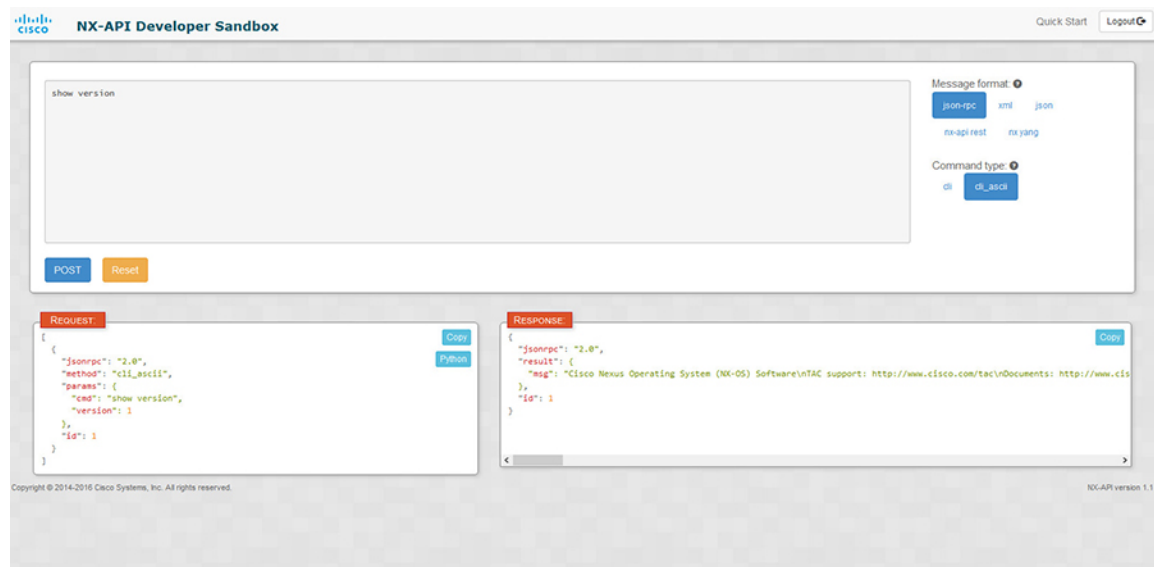 CISCO
NX-API Developer Sandbox
Quick Start
Logout
show version
Message format:
json-rpc xml json
nx-api rest nx yang
Command type:
cli cli_ascii
POST Reset
REQUEST:
Copy
Python
[
{
"jsonrpc": "2.0",
"method": "cli_ascii",
"params": {
"cmd": "show version",
"version": 1
},
"id": 1
}
]
RESPONSE:
Copy
{
"jsonrpc": "2.0",
"result": {
"msg": "Cisco Nexus Operating System (NX-OS) Software\nTAC support: http://www.cisco.com/tac\nDocuments: http://www.cis
},
"id": 1
}
Copyright © 2014-2016 Cisco Systems, Inc. All rights reserved.
NX-API version 1.1